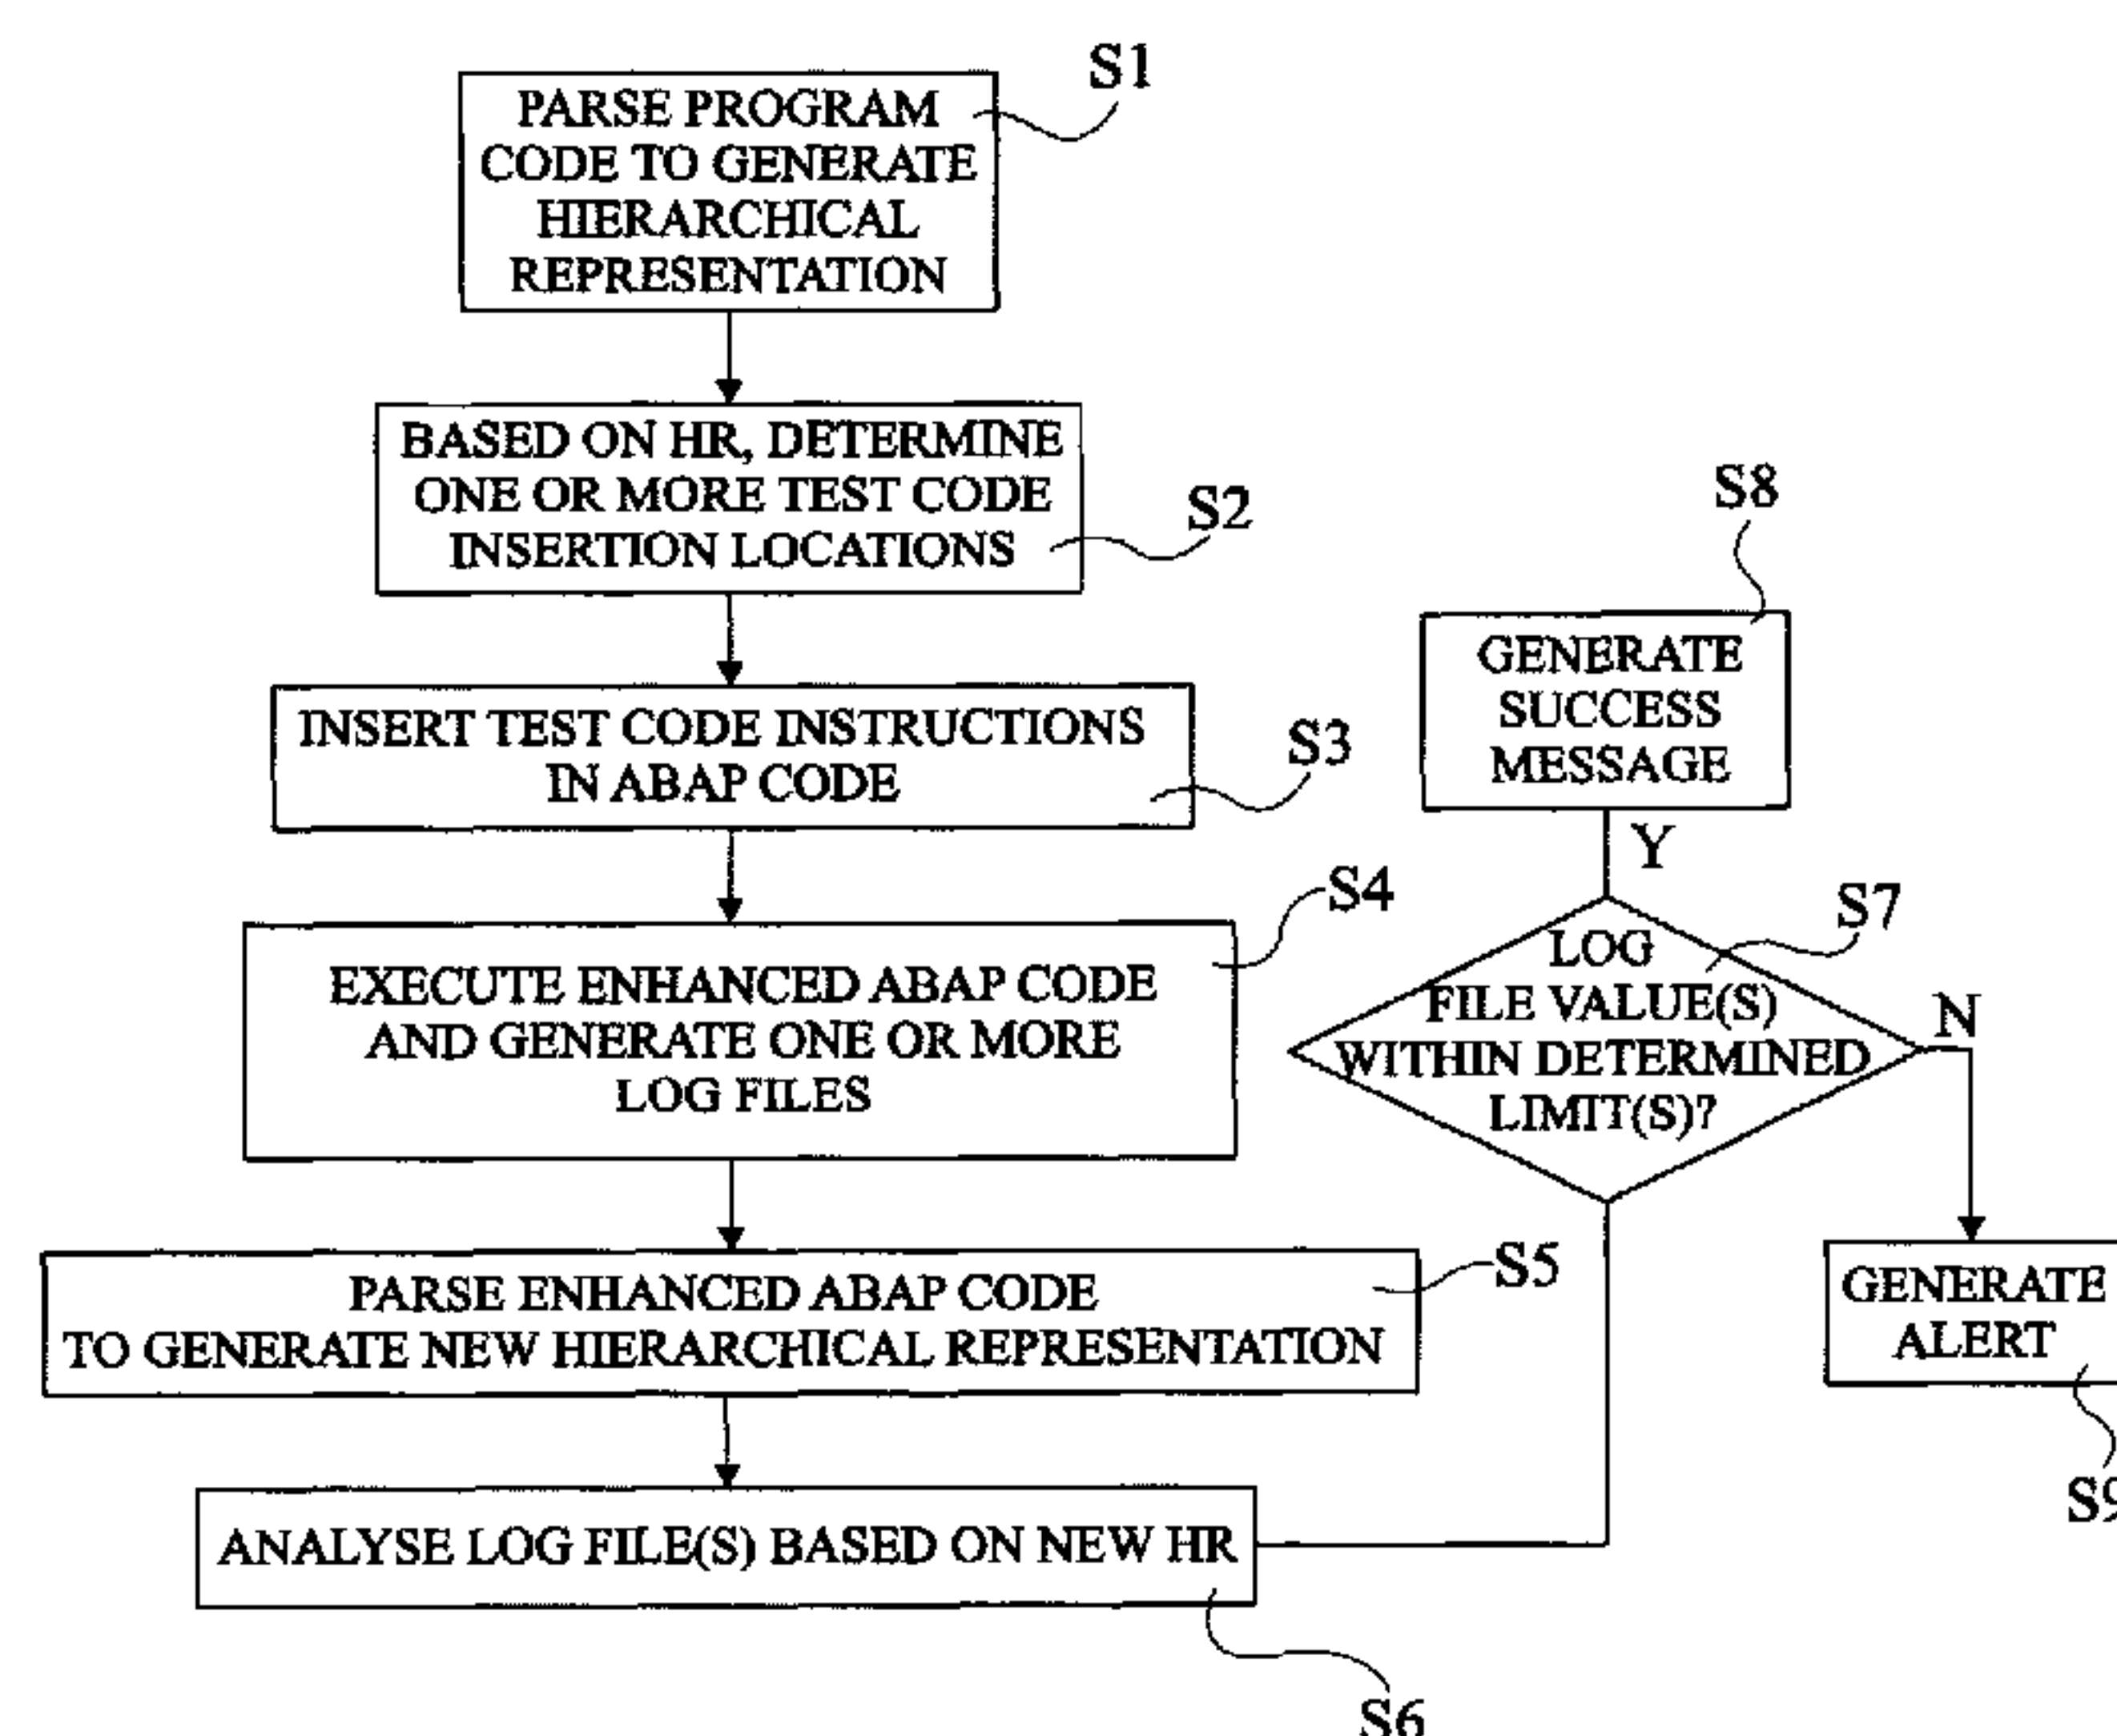 S1
PARSE PROGRAM
CODE TO GENERATE
HIERARCHICAL
REPRESENTATION
BASED ON HR, DETERMINE
ONE OR MORE TEST CODE
INSERTION LOCATIONS
S2
INSERT TEST CODE INSTRUCTIONS
IN ABAP CODE
S3
EXECUTE ENHANCED ABAP CODE
AND GENERATE ONE OR MORE
LOG FILES
S4
PARSE ENHANCED ABAP CODE
TO GENERATE NEW HIERARCHICAL REPRESENTATION
S5
ANALYSE LOG FILE(S) BASED ON NEW HR
S6
S8
GENERATE
SUCCESS
MESSAGE
Y
S7
LOG
FILE VALUE(S)
WITHIN DETERMINED
LIMIT(S)?
N
GENERATE
ALERT
S9